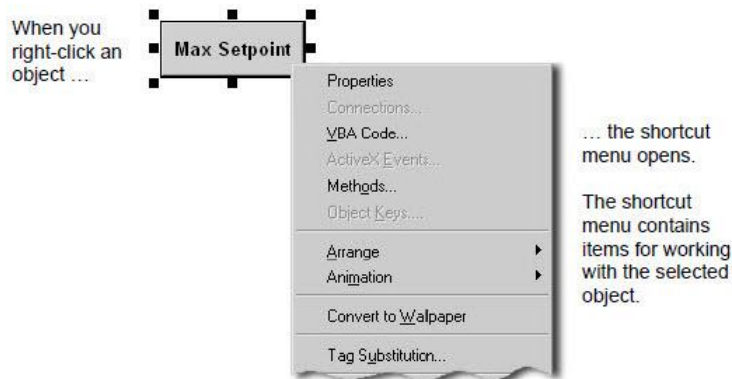 When you
right-click an
object …
Max Setpoint
Properties
Connections...
VBA Code...
ActiveX Events...
Methods...
Object Keys....
Arrange
Animation
Convert to Walpaper
Tag Substitution...
… the shortcut
menu opens.
The shortcut
menu contains
items for working
with the selected
object.